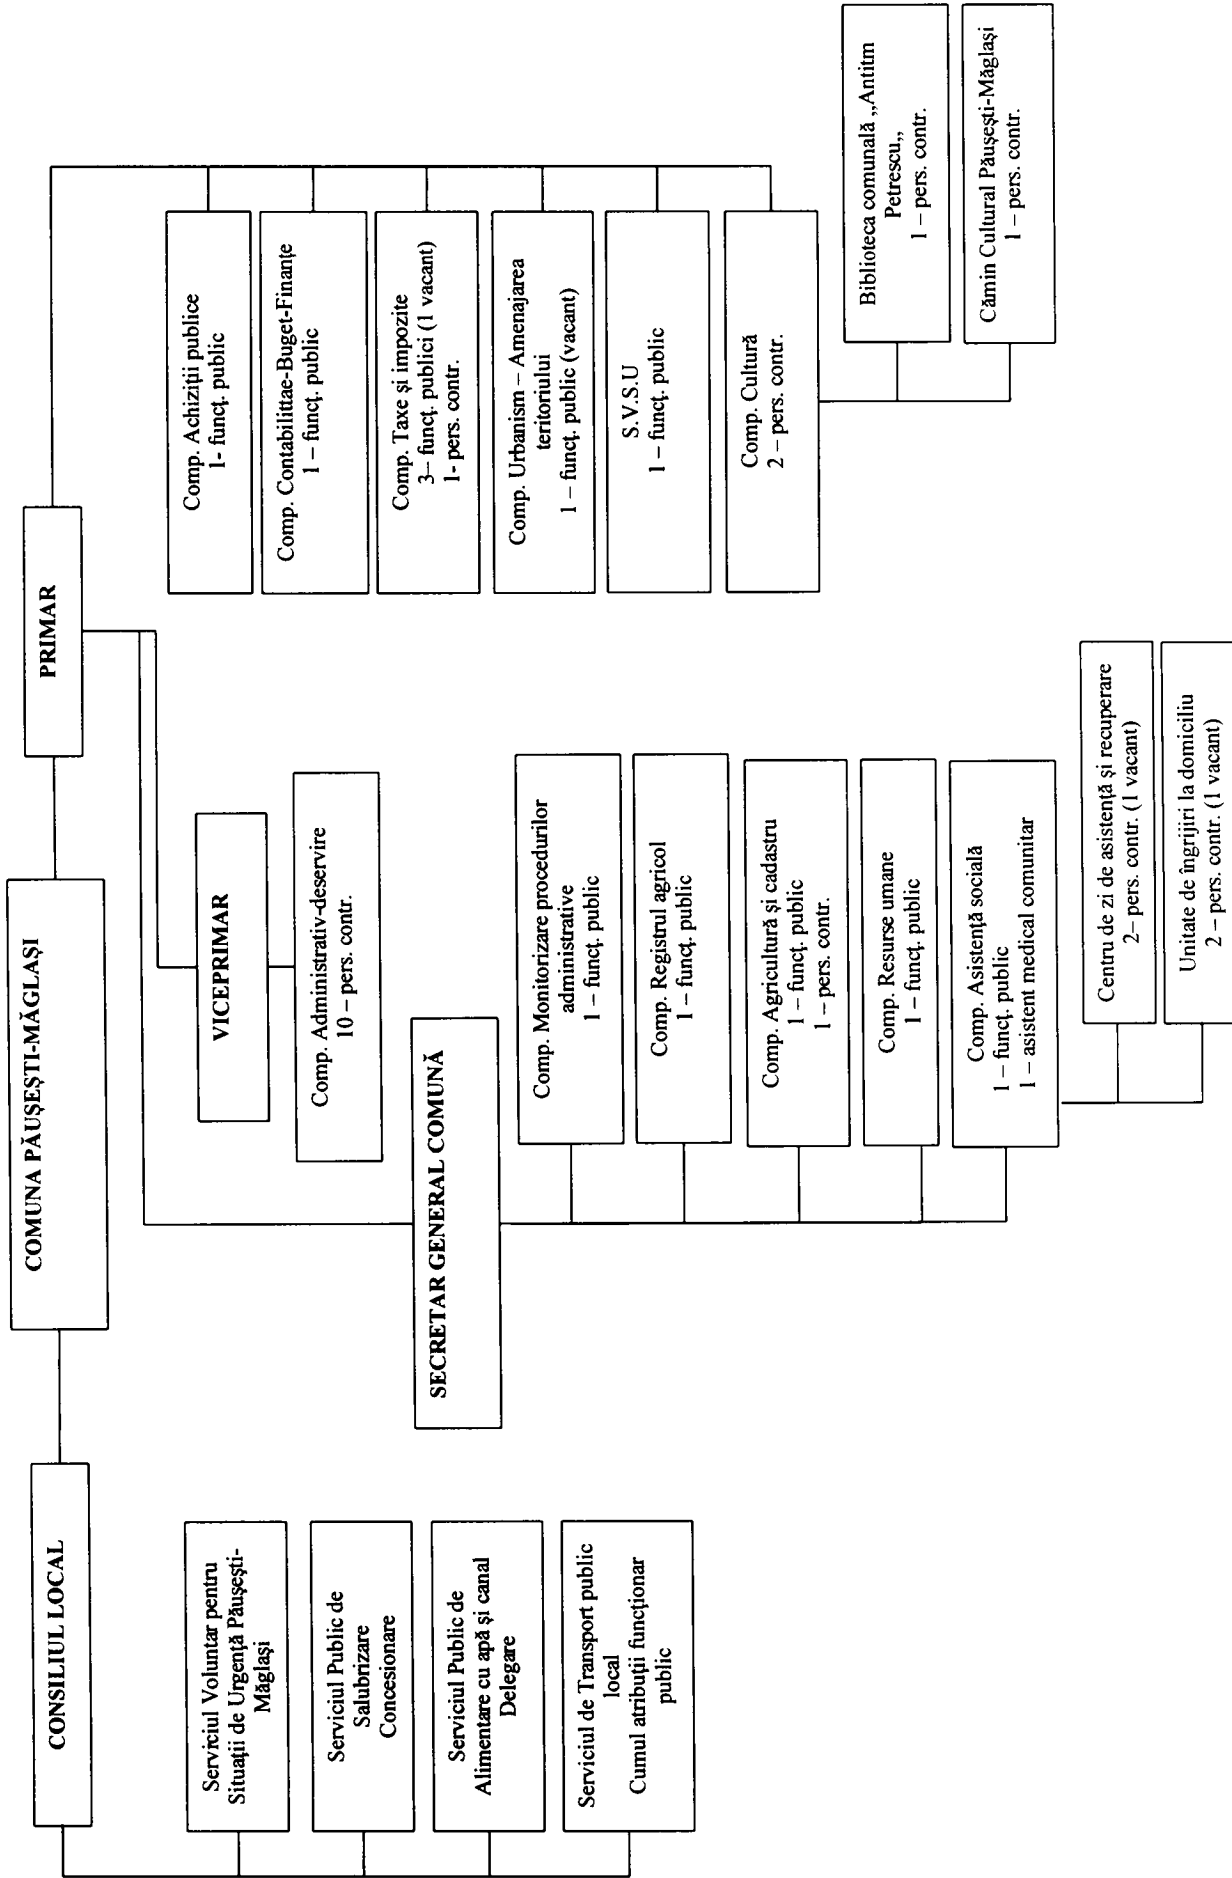 COMUNA PĂUȘEȘTI-MĂGLAȘI
CONSILIUL LOCAL
PRIMAR
Serviciul Voluntar pentru
Situații de Urgență Păușești-
Măglași
Serviciul Public de
Salubrizare
Concesionare
Serviciul Public de
Alimentare cu apă și canal
Delegare
Serviciul de Transport public
local
Cumul atribuții funcționar
public
VICEPRIMAR
Comp. Administrativ-deservire
10 – pers. contr.
SECRETAR GENERAL COMUNĂ
Comp. Monitorizare procedurilor
administrative
1 – funcț. public
Comp. Registrul agricol
1 – funcț. public
Comp. Agricultură și cadastru
1 – funcț. public
1 – pers. contr.
Comp. Resurse umane
1 – funcț. public
Comp. Asistență socială
1 – funcț. public
1 – asistent medical comunitar
Centru de zi de asistență și recuperare
2– pers. contr. (1 vacant)
Unitate de îngrijiri la domiciliu
2 – pers. contr. (1 vacant)
Comp. Achiziții publice
1- funcț. public
Comp. Contabilittae-Buget-Finanțe
1 – funcț. public
Comp. Taxe și impozite
3– funcț. publici (1 vacant)
1- pers. contr.
Comp. Urbanism – Amenajarea
teritoriului
1 – funcț. public (vacant)
S.V.S.U
1 – funcț. public
Comp. Cultură
2 – pers. contr.
Biblioteca comunală „Antitm
Petrescu„
1 – pers. contr.
Cămin Cultural Păușești-Măglași
1 – pers. contr.